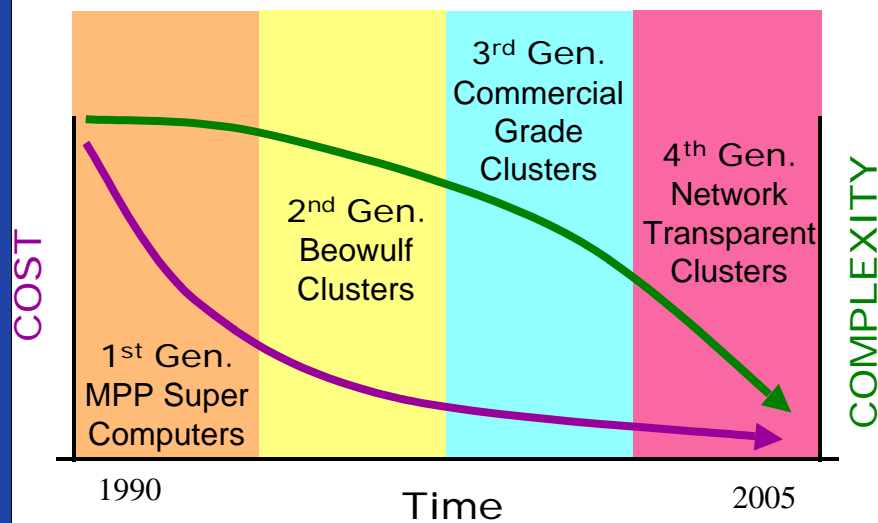 COST
1st Gen.
MPP Super
Computers
2nd Gen.
Beowulf
Clusters
3rd Gen.
Commercial
Grade
Clusters
4th Gen.
Network
Transparent
Clusters
COMPLEXITY
1990
Time
2005